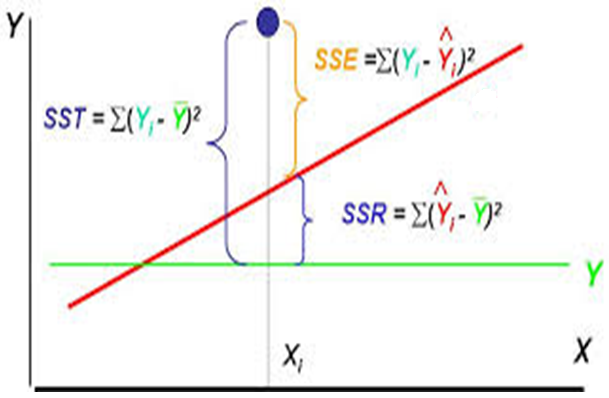 Y
SSE =Σ(Yᵢ - Ŷᵢ)²
SST = Σ(Yᵢ - Ȳ)²
SSR = Σ(Ŷᵢ - Ȳ)²
Y
Xᵢ
X